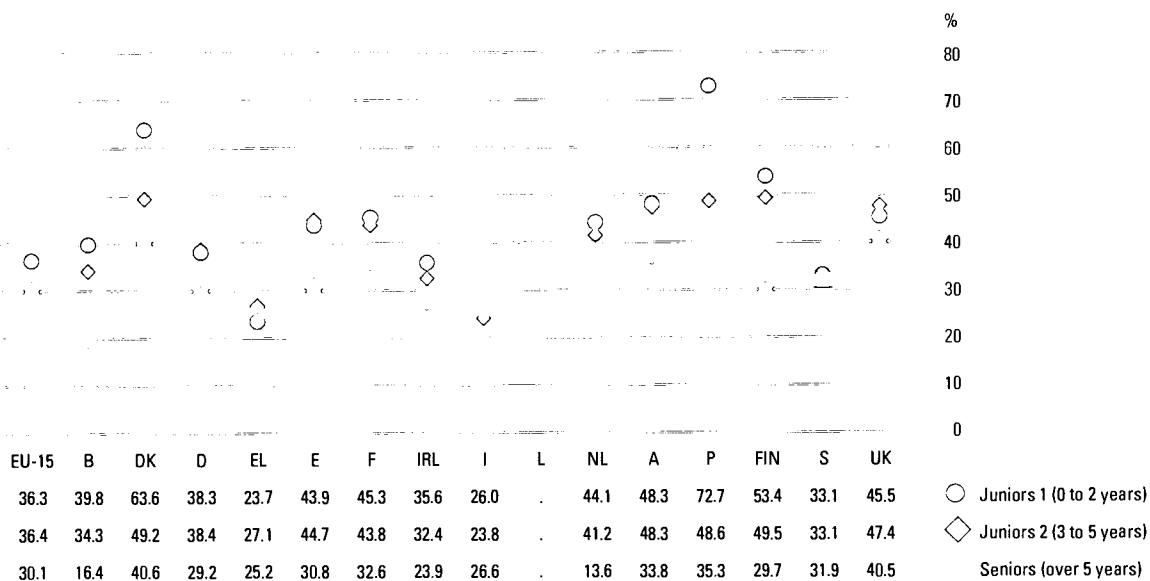 %
80
70
60
50
40
30
20
10
0
EU-15 B DK D EL E F IRL I L NL A P FIN S UK
36.3 39.8 63.6 38.3 23.7 43.9 45.3 35.6 26.0 . 44.1 48.3 72.7 53.4 33.1 45.5 Juniors 1 (0 to 2 years)
36.4 34.3 49.2 38.4 27.1 44.7 43.8 32.4 23.8 . 41.2 48.3 48.6 49.5 33.1 47.4 Juniors 2 (3 to 5 years)
30.1 16.4 40.6 29.2 25.2 30.8 32.6 23.9 26.6 . 13.6 33.8 35.3 29.7 31.9 40.5 Seniors (over 5 years)